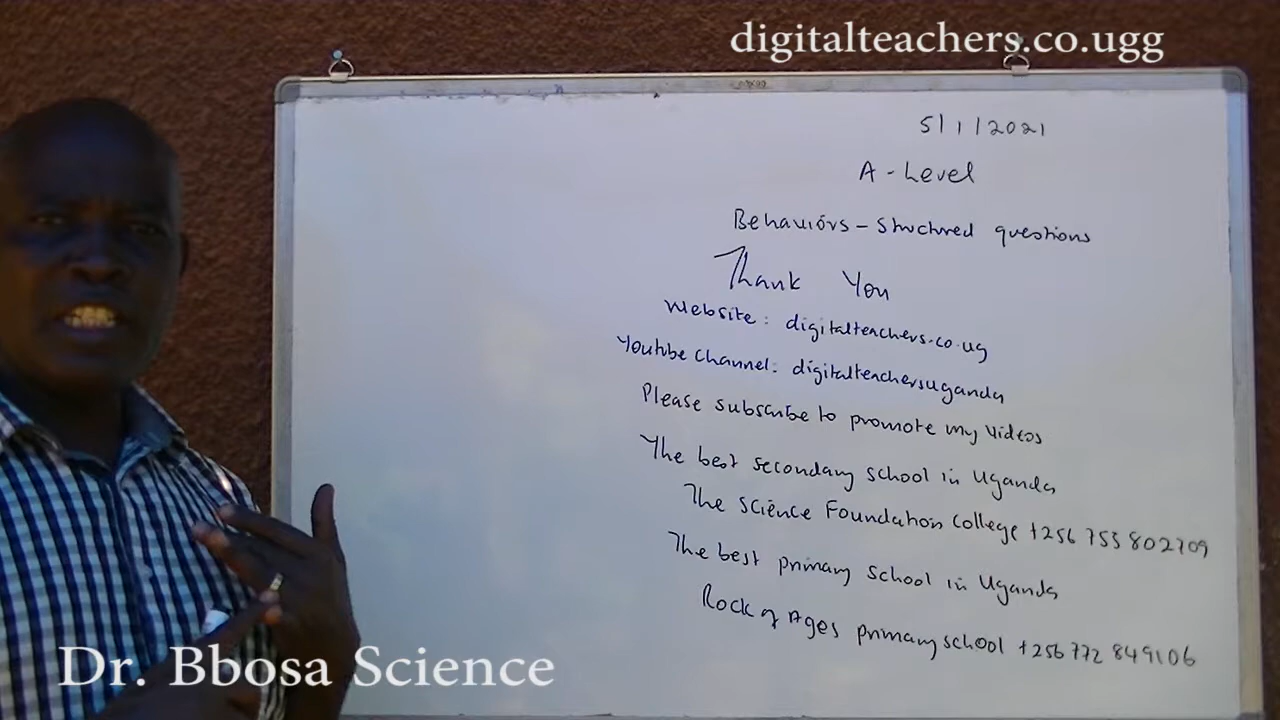 digitalteachers.co.ugg
5/1/2021
A-Level
Behaviors - Structured questions
Thank You
Website: digitalteachers.co.ug
Youtube Channel: digitalteachersuganda
Please subscribe to promote my videos
The best secondary school in Uganda
The Science Foundation College +256 753 802709
The best primary school in Uganda
Rock of Ages primary school +256 772 849106
Dr. Bbosa Science